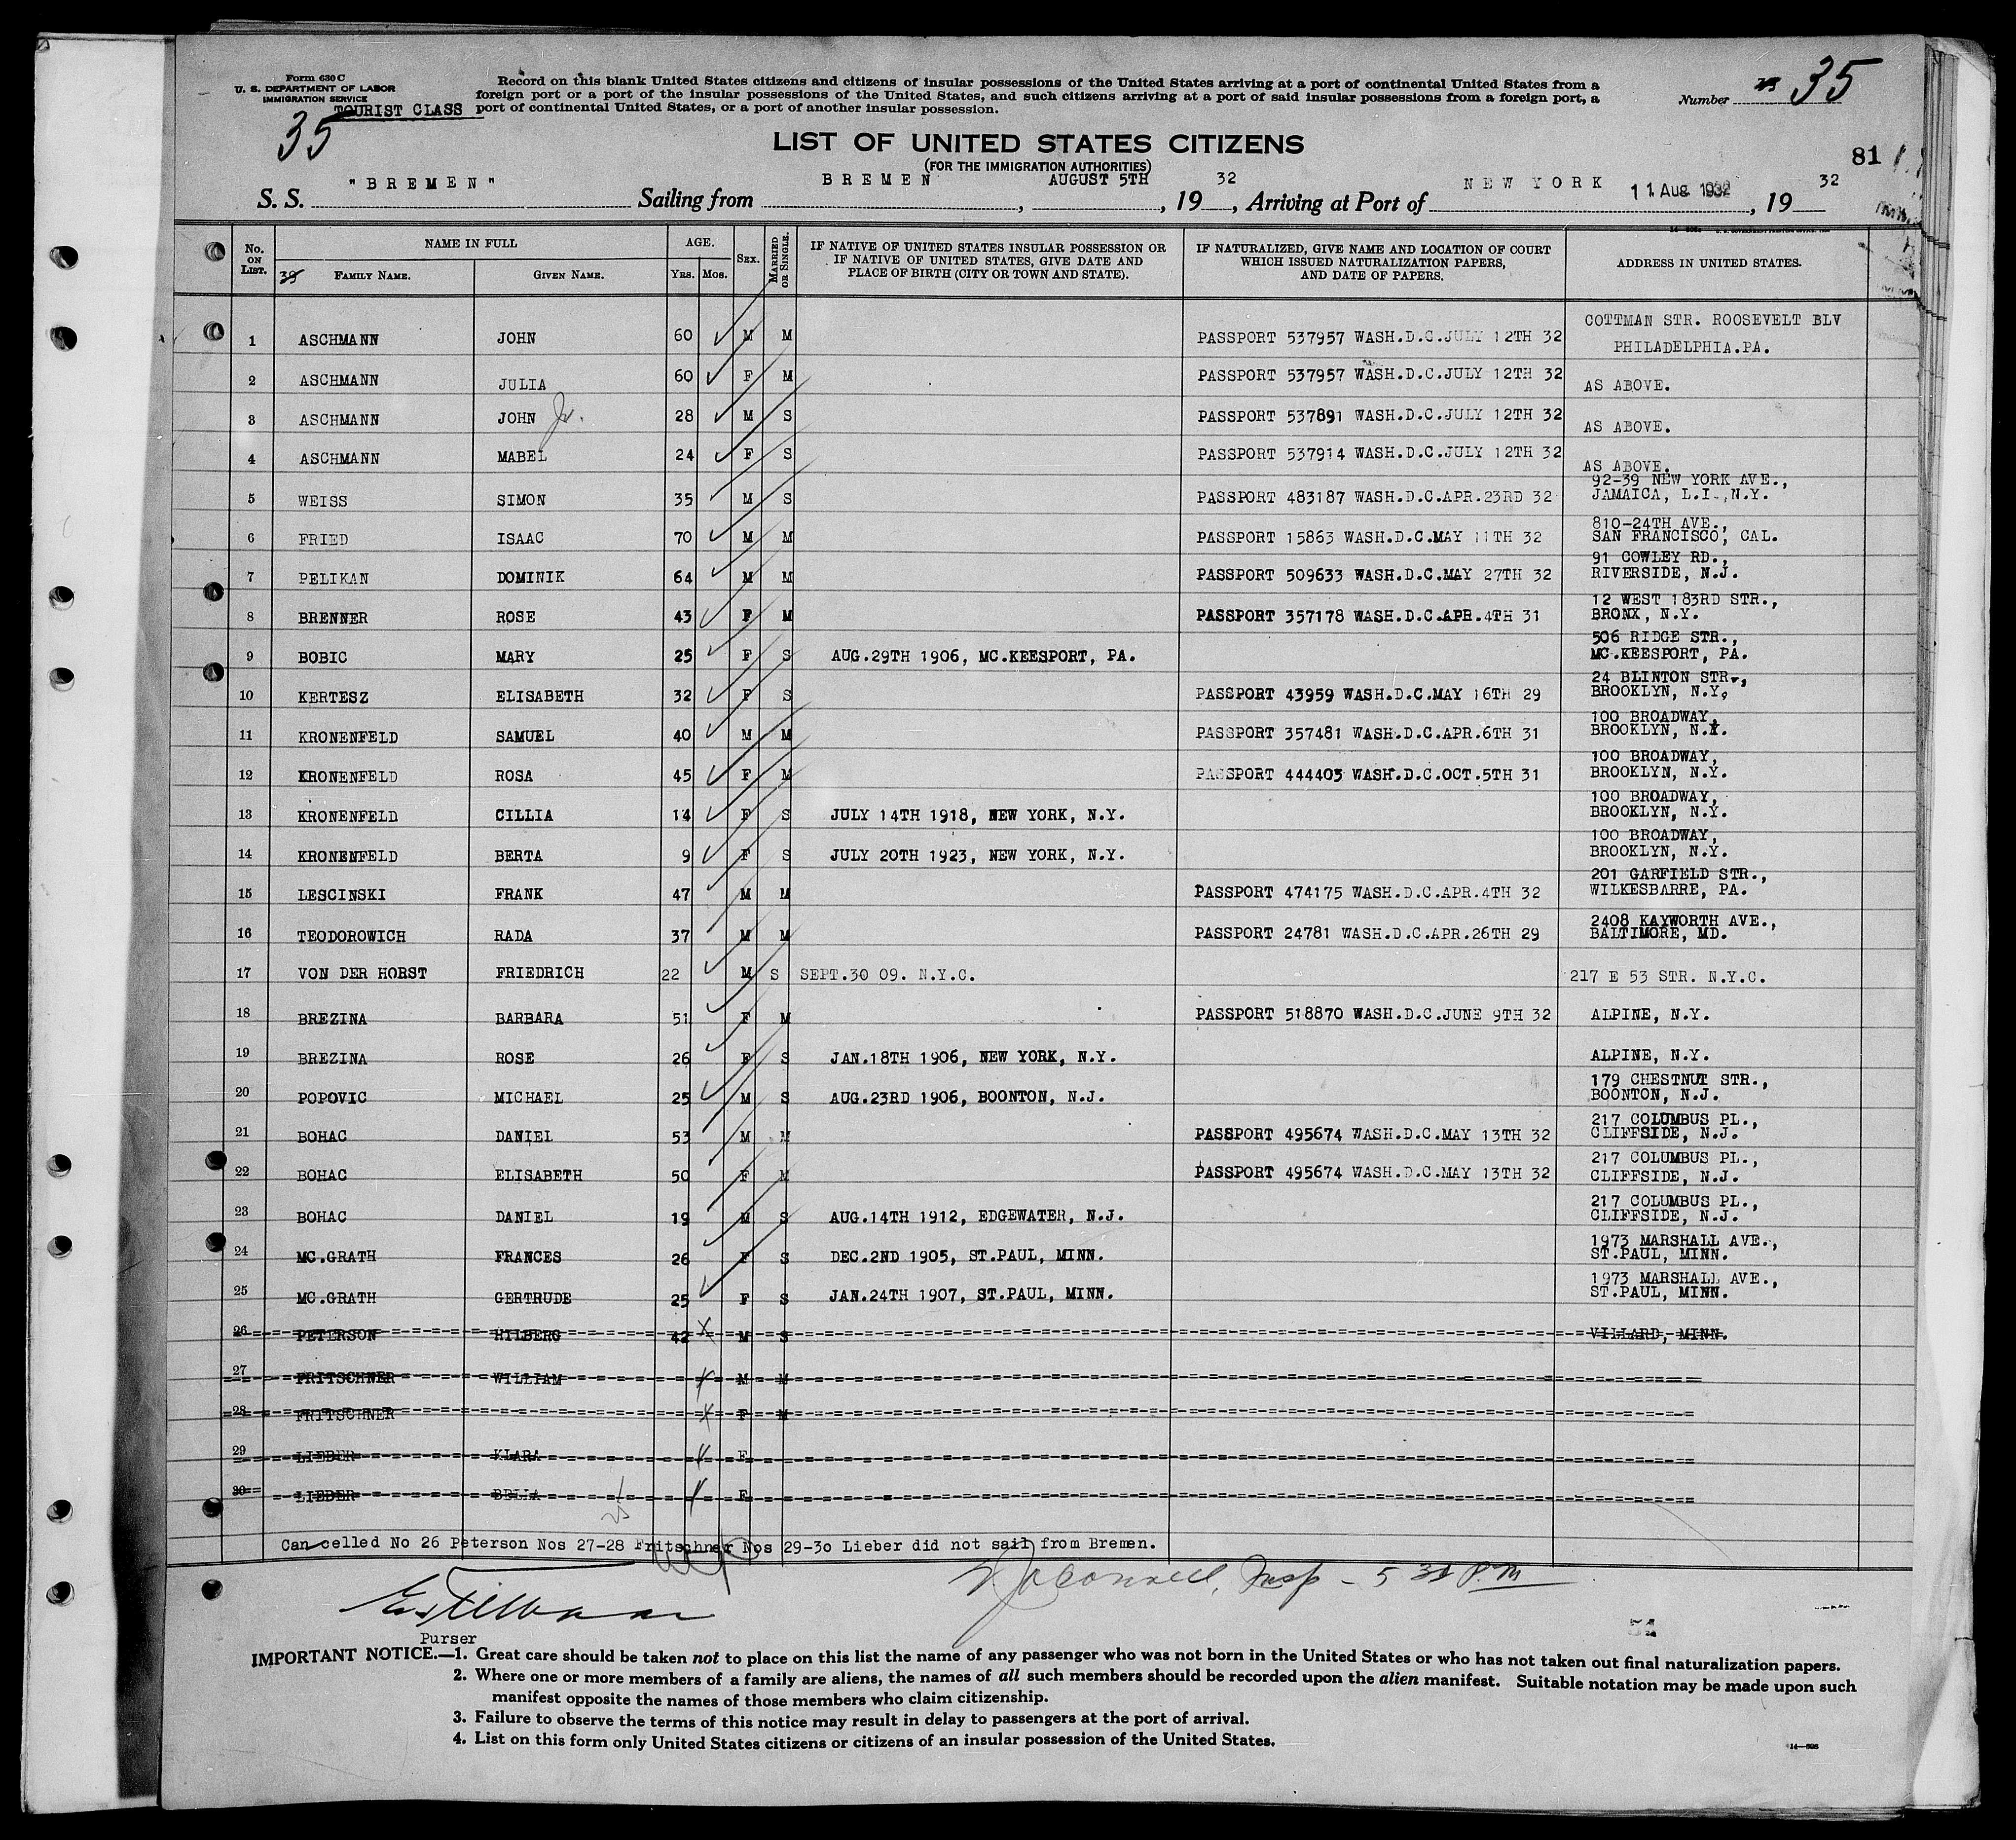 Form 630 C
U. S. DEPARTMENT OF LABOR
IMMIGRATION SERVICE
TOURIST CLASS
35
Record on this blank United States citizens and citizens of insular possessions of the United States arriving at a port of continental United States from a
foreign port or a port of the insular possessions of the United States, and such citizens arriving at a port of said insular possessions from a foreign port, a
port of continental United States, or a port of another insular possession.
Number 35
LIST OF UNITED STATES CITIZENS
(FOR THE IMMIGRATION AUTHORITIES)
81
S. S. "BREMEN" Sailing from BREMEN, AUGUST 5TH, 19 32, Arriving at Port of NEW YORK 11 Aug 1932, 19 32
No. ON LIST. NAME IN FULL FAMILY NAME. GIVEN NAME. AGE. YRS. MOS. SEX. MARRIED OR SINGLE. IF NATIVE OF UNITED STATES INSULAR POSSESSION OR IF NATIVE OF UNITED STATES, GIVE DATE AND PLACE OF BIRTH (CITY OR TOWN AND STATE). IF NATURALIZED, GIVE NAME AND LOCATION OF COURT WHICH ISSUED NATURALIZATION PAPERS, AND DATE OF PAPERS. ADDRESS IN UNITED STATES.
1 ASCHMANN JOHN 60 M M PASSPORT 537957 WASH.D.C.JULY 12TH 32 COTTMAN STR. ROOSEVELT BLV PHILADELPHIA.PA.
2 ASCHMANN JULIA 60 F M PASSPORT 537957 WASH.D.C.JULY 12TH 32 AS ABOVE.
3 ASCHMANN JOHN Jr. 28 M S PASSPORT 537891 WASH.D.C.JULY 12TH 32 AS ABOVE.
4 ASCHMANN MABEL 24 F S PASSPORT 537914 WASH.D.C.JULY 12TH 32 AS ABOVE.
5 WEISS SIMON 35 M S PASSPORT 483187 WASH.D.C.APR.23RD 32 92-39 NEW YORK AVE., JAMAICA, L.I.,N.Y.
6 FRIED ISAAC 70 M M PASSPORT 15863 WASH.D.C.MAY 11TH 32 810-24TH AVE., SAN FRANCISCO, CAL.
7 PELIKAN DOMINIK 64 M M PASSPORT 509633 WASH.D.C.MAY 27TH 32 91 COWLEY RD., RIVERSIDE, N.J.
8 BRENNER ROSE 43 F M PASSPORT 357178 WASH.D.C.APR.4TH 31 12 WEST 183RD STR., BRONX, N.Y.
9 BOBIC MARY 25 F S AUG.29TH 1906, MC.KEESPORT, PA. 506 RIDGE STR., MC.KEESPORT, PA.
10 KERTESZ ELISABETH 32 F S PASSPORT 43959 WASH.D.C.MAY 16TH 29 24 BLINTON STR., BROOKLYN, N.Y,
11 KRONENFELD SAMUEL 40 M M PASSPORT 357481 WASH.D.C.APR.6TH 31 100 BROADWAY, BROOKLYN, N.Y.
12 KRONENFELD ROSA 45 F M PASSPORT 444403 WASH.D.C.OCT.5TH 31 100 BROADWAY, BROOKLYN, N.Y.
13 KRONENFELD CILLIA 14 F S JULY 14TH 1918, NEW YORK, N.Y. 100 BROADWAY, BROOKLYN, N.Y.
14 KRONENFELD BERTA 9 F S JULY 20TH 1923, NEW YORK, N.Y. 100 BROADWAY, BROOKLYN, N.Y.
15 LESCINSKI FRANK 47 M M PASSPORT 474175 WASH.D.C.APR.4TH 32 201 GARFIELD STR., WILKESBARRE, PA.
16 TEODOROWICH RADA 37 M M PASSPORT 24781 WASH.D.C.APR.26TH 29 2408 KAYWORTH AVE., BALTIMORE, MD.
17 VON DER HORST FRIEDRICH 22 M S SEPT.30 09. N.Y.C. 217 E 53 STR. N.Y.C.
18 BREZINA BARBARA 51 F M PASSPORT 518870 WASH.D.C.JUNE 9TH 32 ALPINE, N.Y.
19 BREZINA ROSE 26 F S JAN.18TH 1906, NEW YORK, N.Y. ALPINE, N.Y.
20 POPOVIC MICHAEL 25 M S AUG.23RD 1906, BOONTON, N.J. 179 CHESTNUT STR., BOONTON, N.J.
21 BOHAC DANIEL 53 M M PASSPORT 495674 WASH.D.C.MAY 13TH 32 217 COLUMBUS PL., CLIFFSIDE, N.J.
22 BOHAC ELISABETH 50 F M PASSPORT 495674 WASH.D.C.MAY 13TH 32 217 COLUMBUS PL., CLIFFSIDE, N.J.
23 BOHAC DANIEL 19 M S AUG.14TH 1912, EDGEWATER, N.J. 217 COLUMBUS PL., CLIFFSIDE, N.J.
24 MC.GRATH FRANCES 26 F S DEC.2ND 1905, ST.PAUL, MINN. 1973 MARSHALL AVE., ST.PAUL, MINN.
25 MC.GRATH GERTRUDE 25 F S JAN.24TH 1907, ST.PAUL, MINN. 1973 MARSHALL AVE., ST.PAUL, MINN.
26 PETERSON HILBERG 42 M S VILLARD, MINN.
27 FRITSCHNER WILLIAM M M
28 FRITSCHNER F M
29 LIEBER KLARA F
30 LIEBER BELLA F
Cancelled No 26 Peterson Nos 27-28 Fritschner Nos 29-30 Lieber did not sail from Bremen.
Insp - 5 30 P.M
Purser
IMPORTANT NOTICE.—1. Great care should be taken not to place on this list the name of any passenger who was not born in the United States or who has not taken out final naturalization papers.
2. Where one or more members of a family are aliens, the names of all such members should be recorded upon the alien manifest. Suitable notation may be made upon such
manifest opposite the names of those members who claim citizenship.
3. Failure to observe the terms of this notice may result in delay to passengers at the port of arrival.
4. List on this form only United States citizens or citizens of an insular possession of the United States.
14—698